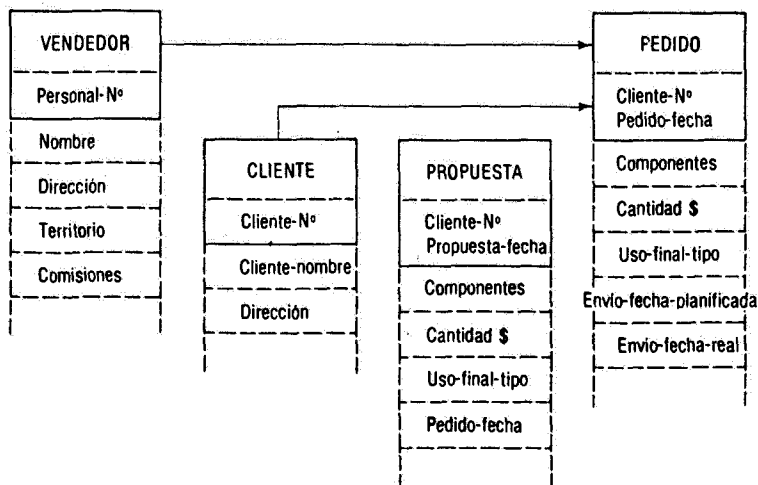 VENDEDOR
Personal-Nº
Nombre
Dirección
Territorio
Comisiones
CLIENTE
Cliente-Nº
Cliente-nombre
Dirección
PROPUESTA
Cliente-Nº
Propuesta-fecha
Componentes
Cantidad $
Uso-final-tipo
Pedido-fecha
PEDIDO
Cliente-Nº
Pedido-fecha
Componentes
Cantidad $
Uso-final-tipo
Envío-fecha-planificada
Envio-fecha-real